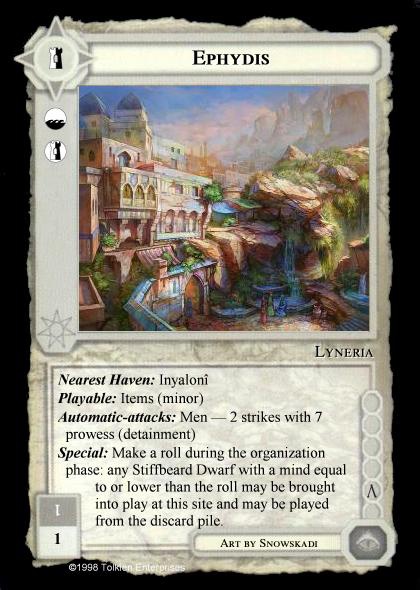 EPHYDIS
LYNERIA
Nearest Haven: Inyalonî
Playable: Items (minor)
Automatic-attacks: Men — 2 strikes with 7
prowess (detainment)
Special: Make a roll during the organization
phase: any Stiffbeard Dwarf with a mind equal
to or lower than the roll may be brought
into play at this site and may be played
from the discard pile.
1
1
Λ
ART BY SNOWSKADI
©1998 Tolkien Enterprises